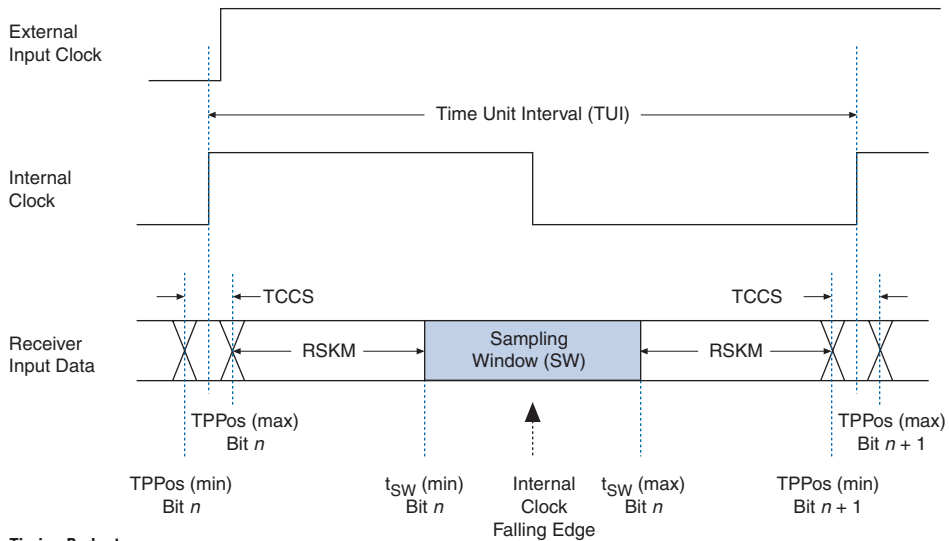 External
Input Clock
Time Unit Interval (TUI)
Internal
Clock
TCCS
TCCS
Receiver
Input Data
RSKM
Sampling
Window (SW)
RSKM
TPPos (max)
Bit n
TPPos (max)
Bit n + 1
TPPos (min)
Bit n
tSW (min)
Bit n
Internal
Clock
Falling Edge
tSW (max)
Bit n
TPPos (min)
Bit n + 1